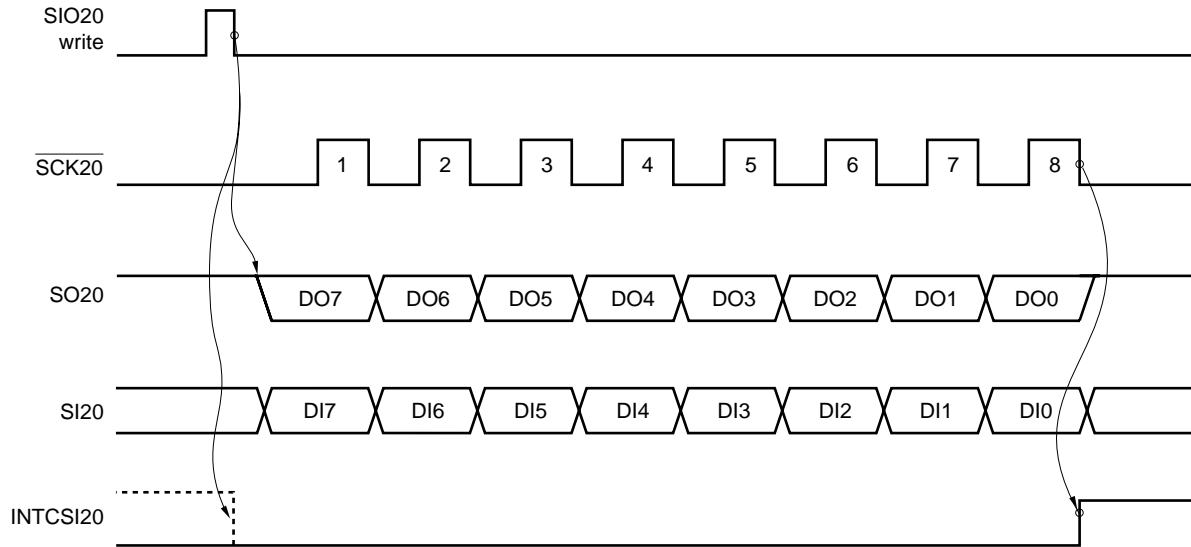 SIO20
write
SCK20
1 2 3 4 5 6 7 8
SO20
DO7 DO6 DO5 DO4 DO3 DO2 DO1 DO0
SI20
DI7 DI6 DI5 DI4 DI3 DI2 DI1 DI0
INTCSI20